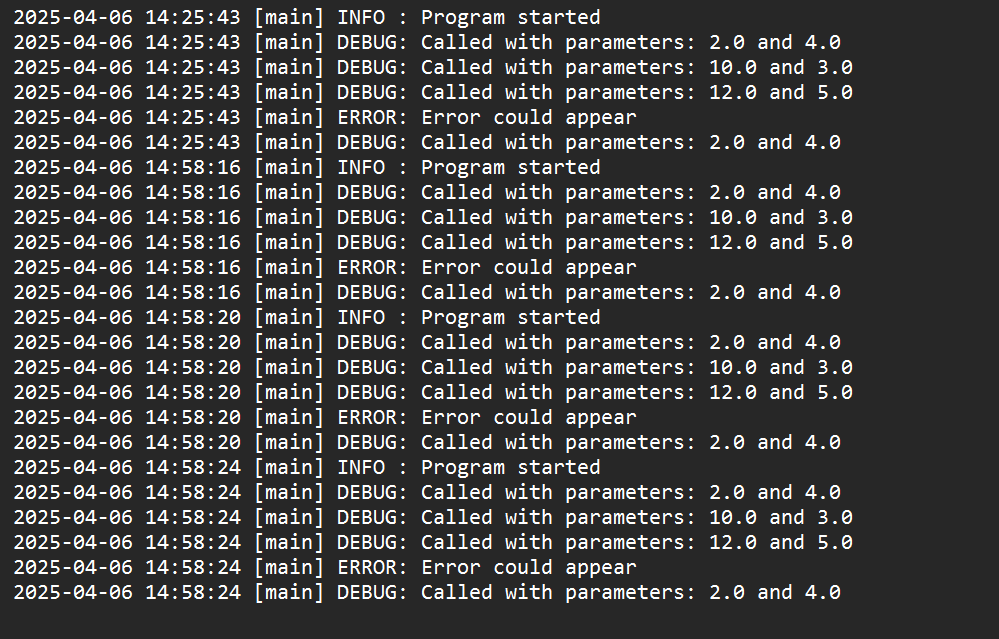 2025-04-06 14:25:43 [main] INFO : Program started
2025-04-06 14:25:43 [main] DEBUG: Called with parameters: 2.0 and 4.0
2025-04-06 14:25:43 [main] DEBUG: Called with parameters: 10.0 and 3.0
2025-04-06 14:25:43 [main] DEBUG: Called with parameters: 12.0 and 5.0
2025-04-06 14:25:43 [main] ERROR: Error could appear
2025-04-06 14:25:43 [main] DEBUG: Called with parameters: 2.0 and 4.0
2025-04-06 14:58:16 [main] INFO : Program started
2025-04-06 14:58:16 [main] DEBUG: Called with parameters: 2.0 and 4.0
2025-04-06 14:58:16 [main] DEBUG: Called with parameters: 10.0 and 3.0
2025-04-06 14:58:16 [main] DEBUG: Called with parameters: 12.0 and 5.0
2025-04-06 14:58:16 [main] ERROR: Error could appear
2025-04-06 14:58:16 [main] DEBUG: Called with parameters: 2.0 and 4.0
2025-04-06 14:58:20 [main] INFO : Program started
2025-04-06 14:58:20 [main] DEBUG: Called with parameters: 2.0 and 4.0
2025-04-06 14:58:20 [main] DEBUG: Called with parameters: 10.0 and 3.0
2025-04-06 14:58:20 [main] DEBUG: Called with parameters: 12.0 and 5.0
2025-04-06 14:58:20 [main] ERROR: Error could appear
2025-04-06 14:58:20 [main] DEBUG: Called with parameters: 2.0 and 4.0
2025-04-06 14:58:24 [main] INFO : Program started
2025-04-06 14:58:24 [main] DEBUG: Called with parameters: 2.0 and 4.0
2025-04-06 14:58:24 [main] DEBUG: Called with parameters: 10.0 and 3.0
2025-04-06 14:58:24 [main] DEBUG: Called with parameters: 12.0 and 5.0
2025-04-06 14:58:24 [main] ERROR: Error could appear
2025-04-06 14:58:24 [main] DEBUG: Called with parameters: 2.0 and 4.0